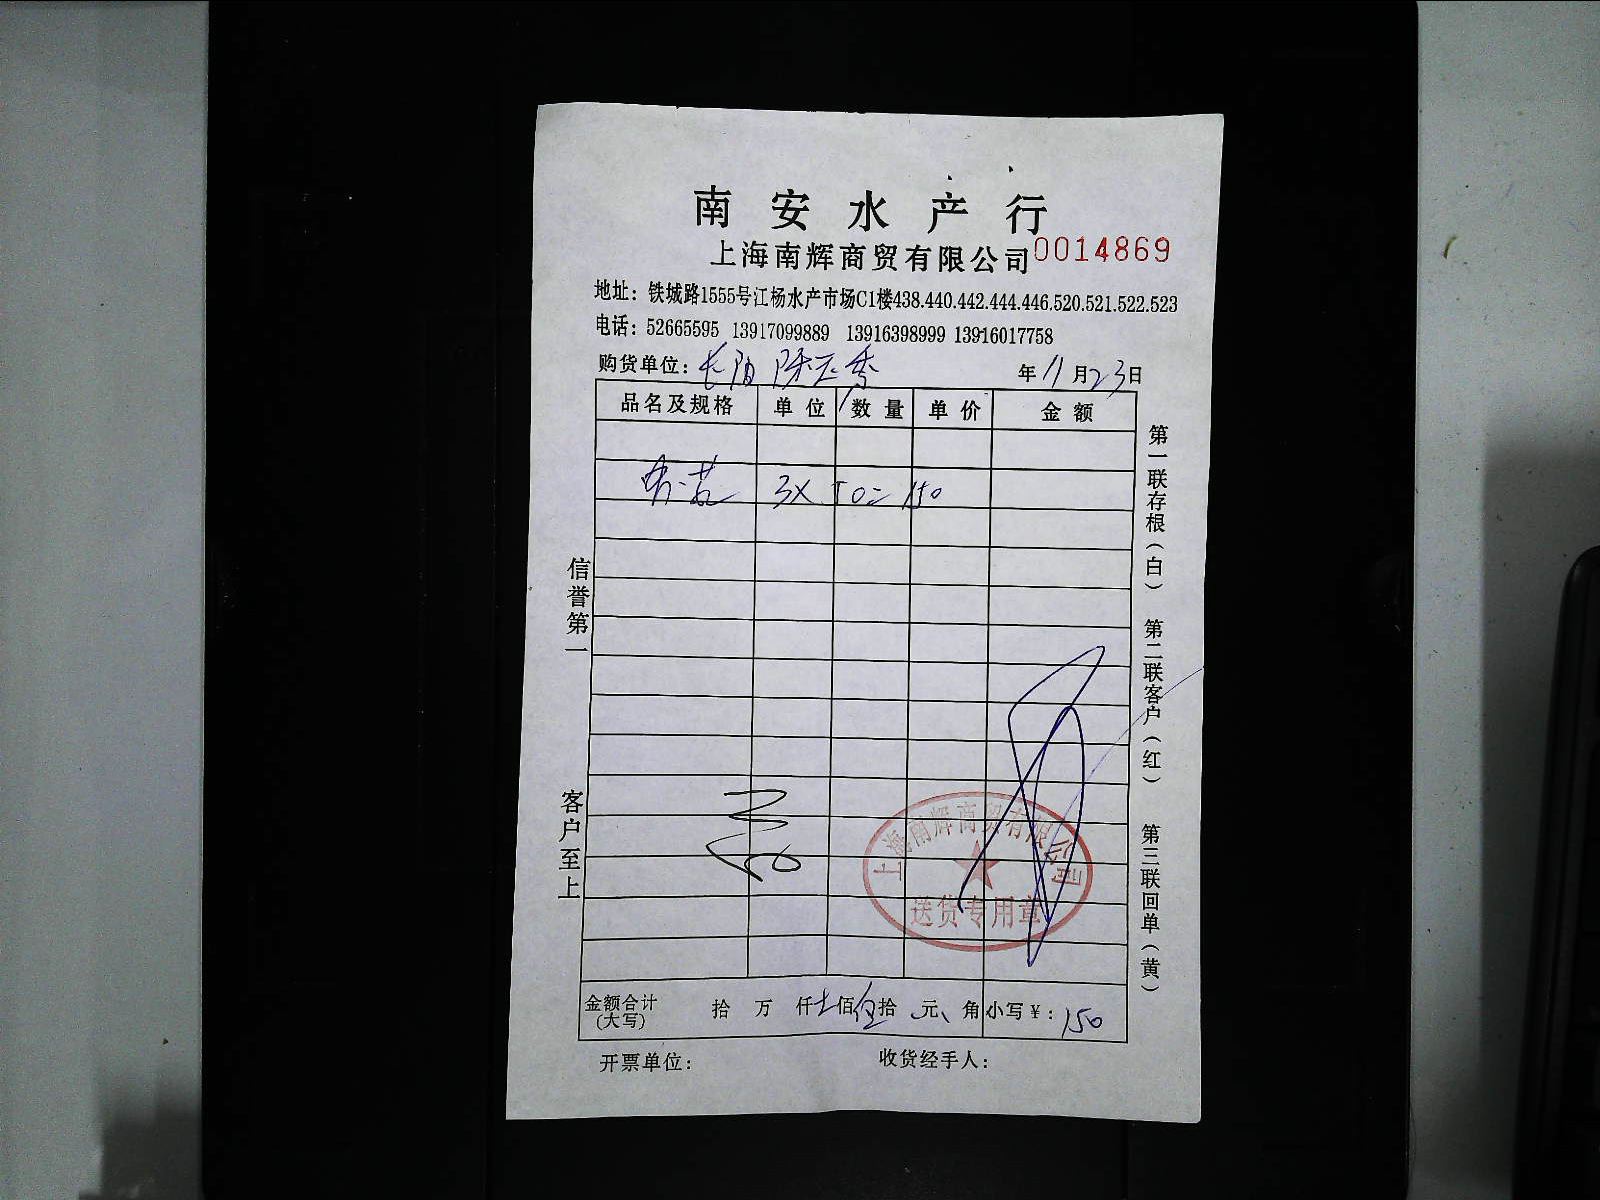 南安水产行
上海南辉商贸有限公司 0014869
地址：铁城路1555号江杨水产市场C1楼438.440.442.444.446.520.521.522.523
电话：52665595 13917099889 13916398999 13916017758
购货单位：长阳 年11月23日
品名及规格 单位 数量 单价 金额
3X 50=150
信誉第一
客户至上
第一联存根（白） 第二联客户（红） 第三联回单（黄）
上海南辉商贸有限公司
送货专用章
金额合计(大写) 拾 万 仟 佰伍拾 元 角 小写¥：150
开票单位： 收货经手人：